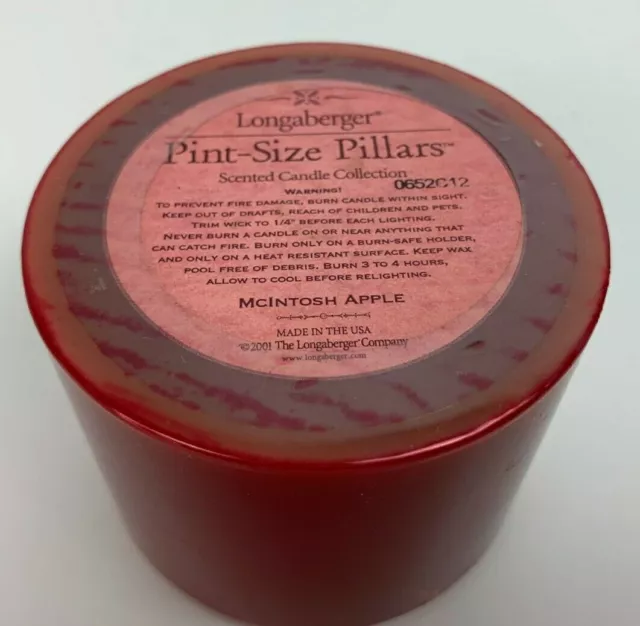 Longaberger®
Pint-Size Pillars™
Scented Candle Collection
0652C12
WARNING!
TO PREVENT FIRE DAMAGE, BURN CANDLE WITHIN SIGHT.
KEEP OUT OF DRAFTS, REACH OF CHILDREN AND PETS.
TRIM WICK TO 1/4" BEFORE EACH LIGHTING.
NEVER BURN A CANDLE ON OR NEAR ANYTHING THAT
CAN CATCH FIRE. BURN ONLY ON A BURN-SAFE HOLDER,
AND ONLY ON A HEAT RESISTANT SURFACE. KEEP WAX
POOL FREE OF DEBRIS. BURN 3 TO 4 HOURS,
ALLOW TO COOL BEFORE RELIGHTING.
MCINTOSH APPLE
MADE IN THE USA
©2001 The Longaberger Company
www.longaberger.com